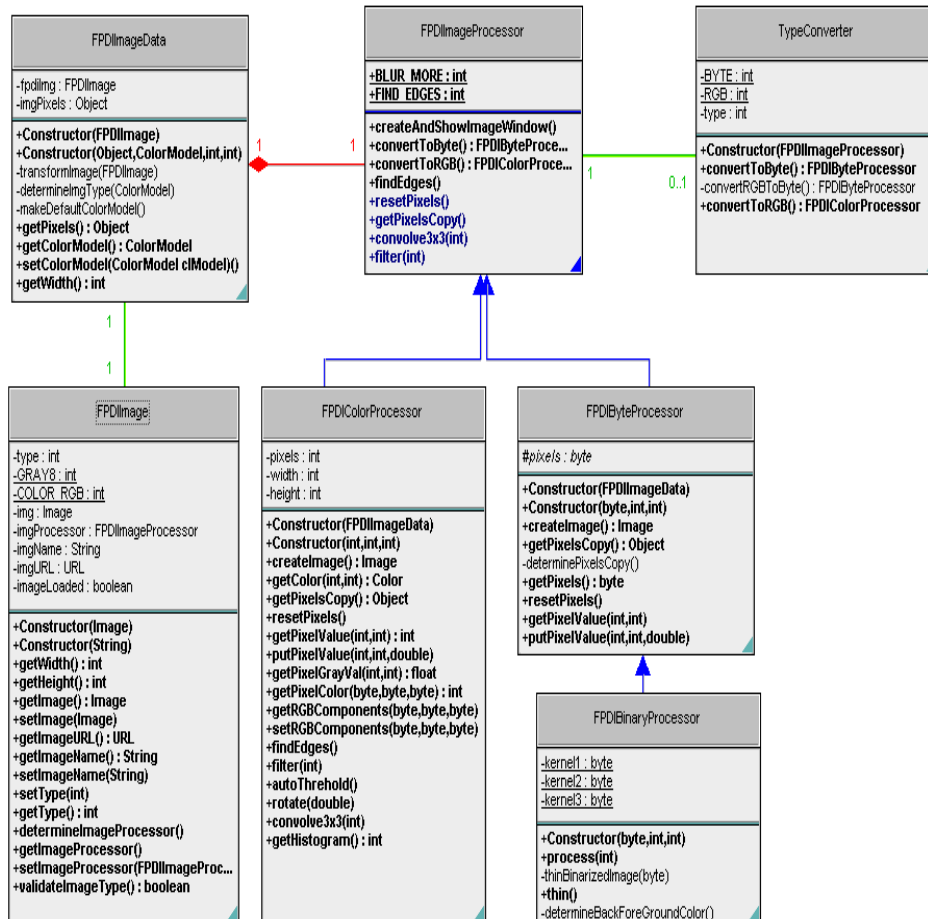 FPDIImageData
-fpdiImg : FPDIImage
-imgPixels : Object
+Constructor(FPDIImage)
+Constructor(Object,ColorModel,int,int)
-transformImage(FPDIImage)
-determineImgType(ColorModel)
-makeDefaultColorModel()
+getPixels() : Object
+getColorModel() : ColorModel
+setColorModel(ColorModel clModel)()
+getWidth() : int
1
1
FPDIImageProcessor
+BLUR_MORE : int
+FIND_EDGES : int
+createAndShowImageWindow()
+convertToByte() : FPDIByteProce...
+convertToRGB() : FPDIColorProce...
+findEdges()
+resetPixels()
+getPixelsCopy()
+convolve3x3(int)
+filter(int)
1
0..1
TypeConverter
-BYTE : int
-RGB : int
-type : int
+Constructor(FPDIImageProcessor)
+convertToByte() : FPDIByteProcessor
-convertRGBToByte() : FPDIByteProcessor
+convertToRGB() : FPDIColorProcessor
1
1
FPDIImage
-type : int
-GRAY8 : int
-COLOR_RGB : int
-img : Image
-imgProcessor : FPDIImageProcessor
-imgName : String
-imgURL : URL
-imageLoaded : boolean
+Constructor(Image)
+Constructor(String)
+getWidth() : int
+getHeight() : int
+getImage() : Image
+setImage(Image)
+getImageURL() : URL
+getImageName() : String
+setImageName(String)
+setType(int)
+getType() : int
+determineImageProcessor()
+getImageProcessor()
+setImageProcessor(FPDIImageProc...
+validateImageType() : boolean
FPDIColorProcessor
-pixels : int
-width : int
-height : int
+Constructor(FPDIImageData)
+Constructor(int,int,int)
+createImage() : Image
+getColor(int,int) : Color
+getPixelsCopy() : Object
+resetPixels()
+getPixelValue(int,int) : int
+putPixelValue(int,int,double)
+getPixelGrayVal(int,int) : float
+getPixelColor(byte,byte,byte) : int
+getRGBComponents(byte,byte,byte)
+setRGBComponents(byte,byte,byte)
+findEdges()
+filter(int)
+autoThrehold()
+rotate(double)
+convolve3x3(int)
+getHistogram() : int
FPDIByteProcessor
#pixels : byte
+Constructor(FPDIImageData)
+Constructor(byte,int,int)
+createImage() : Image
+getPixelsCopy() : Object
-determinePixelsCopy()
+getPixels() : byte
+resetPixels()
+getPixelValue(int,int)
+putPixelValue(int,int,double)
FPDIBinaryProcessor
-kernel1 : byte
-kernel2 : byte
-kernel3 : byte
+Constructor(byte,int,int)
+process(int)
-thinBinarizedImage(byte)
+thin()
-determineBackForeGroundColor()